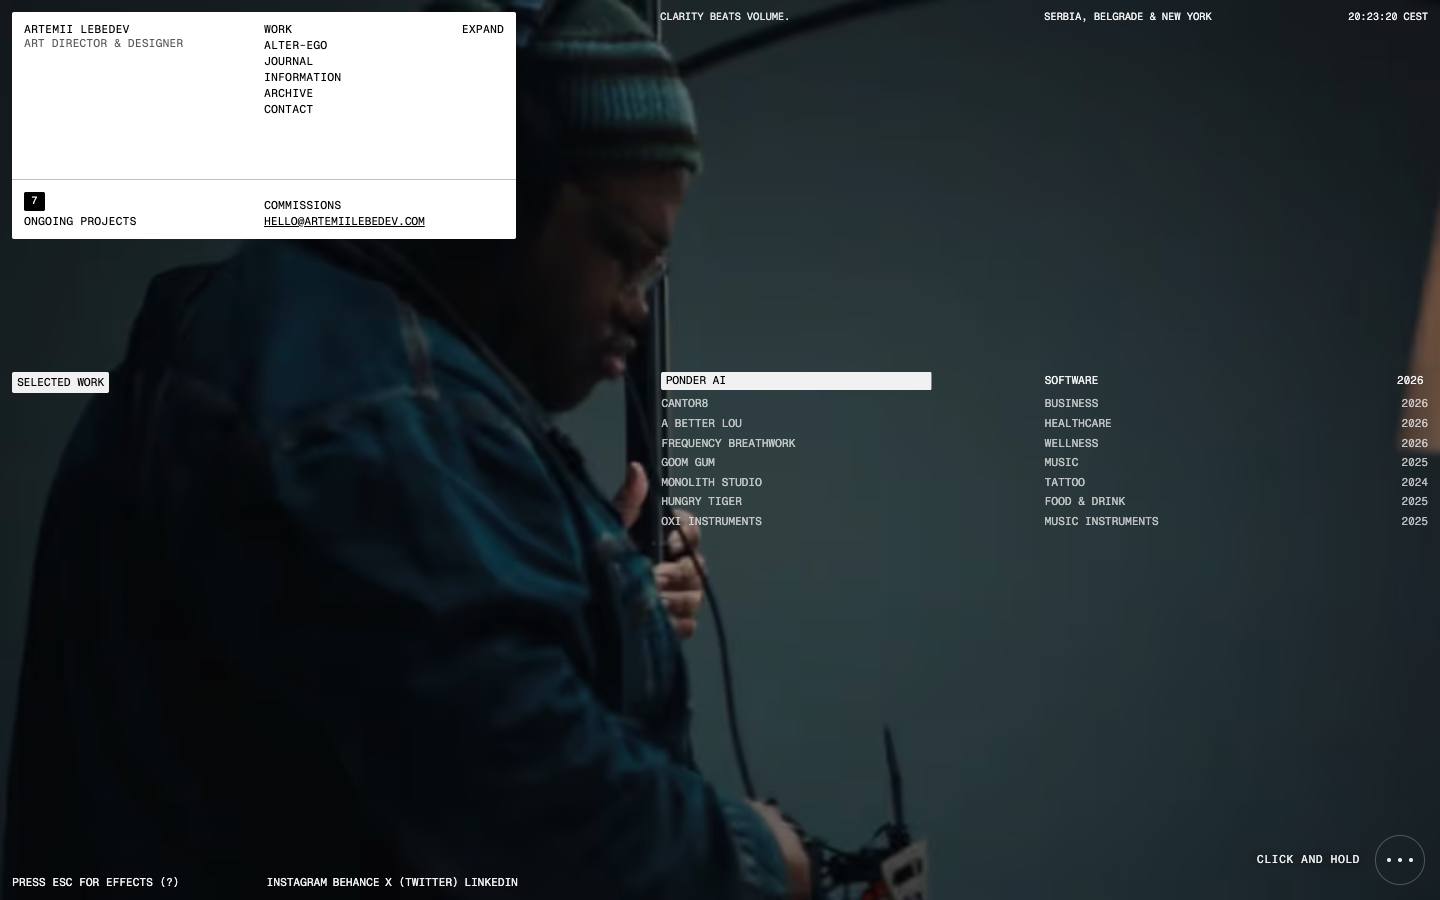 ARTEMII LEBEDEV
ART DIRECTOR & DESIGNER
WORK
ALTER-EGO
JOURNAL
INFORMATION
ARCHIVE
CONTACT
EXPAND
7
ONGOING PROJECTS
COMMISSIONS
HELLO@ARTEMIILEBEDEV.COM
CLARITY BEATS VOLUME.
SERBIA, BELGRADE & NEW YORK
20:23:20 CEST
SELECTED WORK
PONDER AI SOFTWARE 2026
CANTOR8 BUSINESS 2026
A BETTER LOU HEALTHCARE 2026
FREQUENCY BREATHWORK WELLNESS 2026
GOOM GUM MUSIC 2025
MONOLITH STUDIO TATTOO 2024
HUNGRY TIGER FOOD & DRINK 2025
OXI INSTRUMENTS MUSIC INSTRUMENTS 2025
CLICK AND HOLD
PRESS ESC FOR EFFECTS (?)
INSTAGRAM BEHANCE X (TWITTER) LINKEDIN